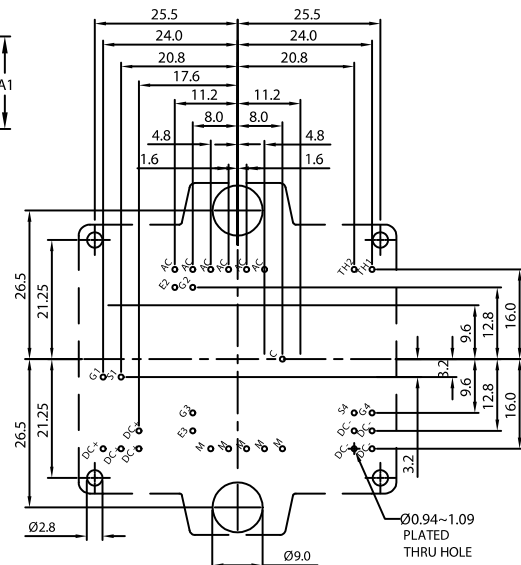 25.5 25.5
24.0 24.0
20.8 20.8
A1
17.6
11.2 11.2
8.0 8.0
4.8 4.8
1.6 1.6
AC AC AC AC AC AC TH2 TH1
E2 G2
26.5 21.25 9.6 12.8 16.0
C
3.2
G1 S1
9.6 12.8 16.0
G3 S4 G4
26.5 21.25
DC+ E3 DC- DC-
3.2
DC+ DC+ DC+ M M M M M DC- DC-
Ø0.94~1.09
PLATED
THRU HOLE
Ø2.8
Ø9.0